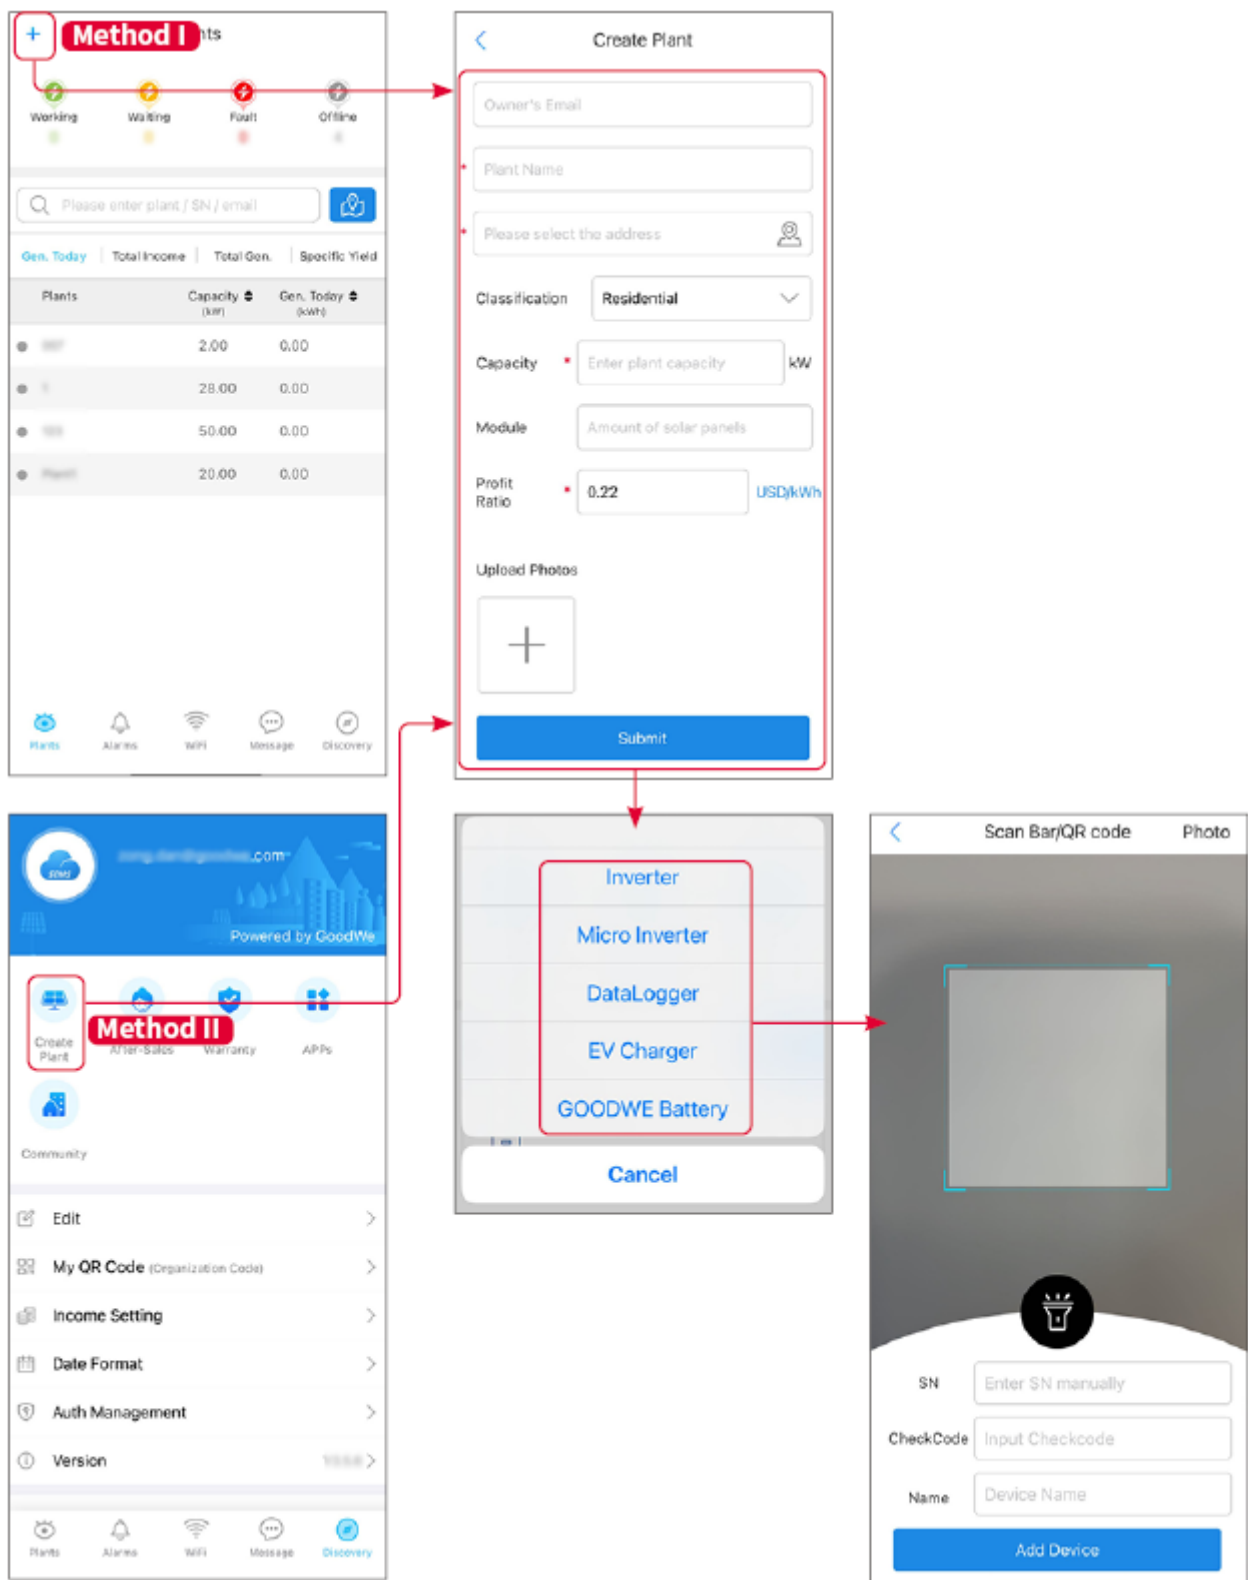 + Method I nts
Working Waiting Fault Offline
Please enter plant / SN / email
Gen. Today Total Income Total Gen. Specific Yield
Plants Capacity Gen. Today
(kW) (kWh)
2.00 0.00
1 28.00 0.00
50.00 0.00
20.00 0.00
Plants Alarms WiFi Message Discovery
Create Plant
Owner's Email
* Plant Name
* Please select the address
Classification Residential
Capacity * Enter plant capacity kW
Module Amount of solar panels
Profit
Ratio * 0.22 USD/kWh
Upload Photos
Submit
SEMS
.com
Powered by GoodWe
Method II
Create
Plant
After-Sales Warranty APPs
Community
Edit
My QR Code (Organization Code)
Income Setting
Date Format
Auth Management
Version
Plants Alarms WiFi Message Discovery
Inverter
Micro Inverter
DataLogger
EV Charger
GOODWE Battery
Cancel
Scan Bar/QR code Photo
SN Enter SN manually
CheckCode Input Checkcode
Name Device Name
Add Device